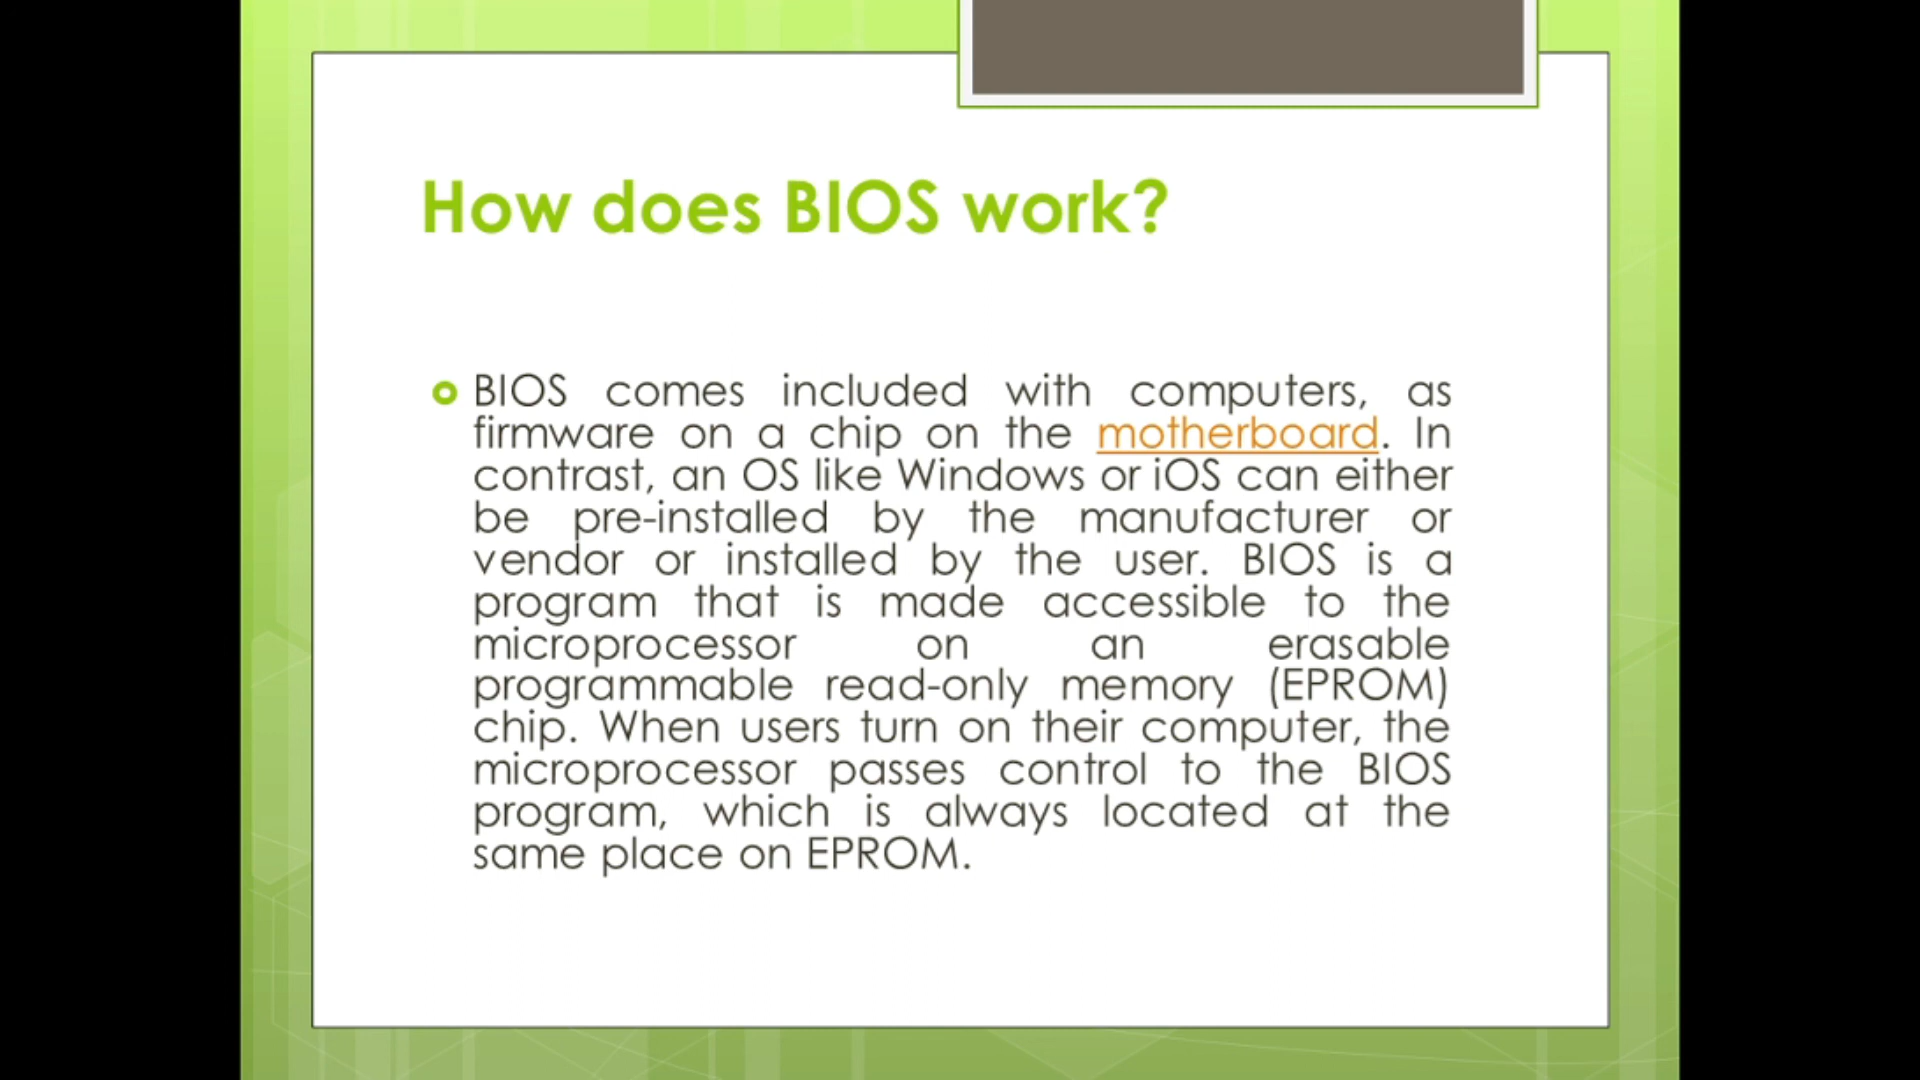 How does BIOS work?
BIOS comes included with computers, as
firmware on a chip on the motherboard. In
contrast, an OS like Windows or iOS can either
be pre-installed by the manufacturer or
vendor or installed by the user. BIOS is a
program that is made accessible to the
microprocessor on an erasable
programmable read-only memory (EPROM)
chip. When users turn on their computer, the
microprocessor passes control to the BIOS
program, which is always located at the
same place on EPROM.